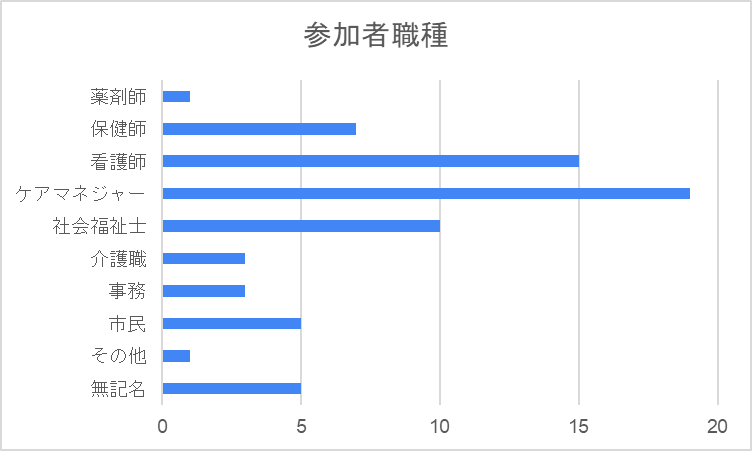 参加者職種
薬剤師
保健師
看護師
ケアマネジャー
社会福祉士
介護職
事務
市民
その他
無記名
0 5 10 15 20